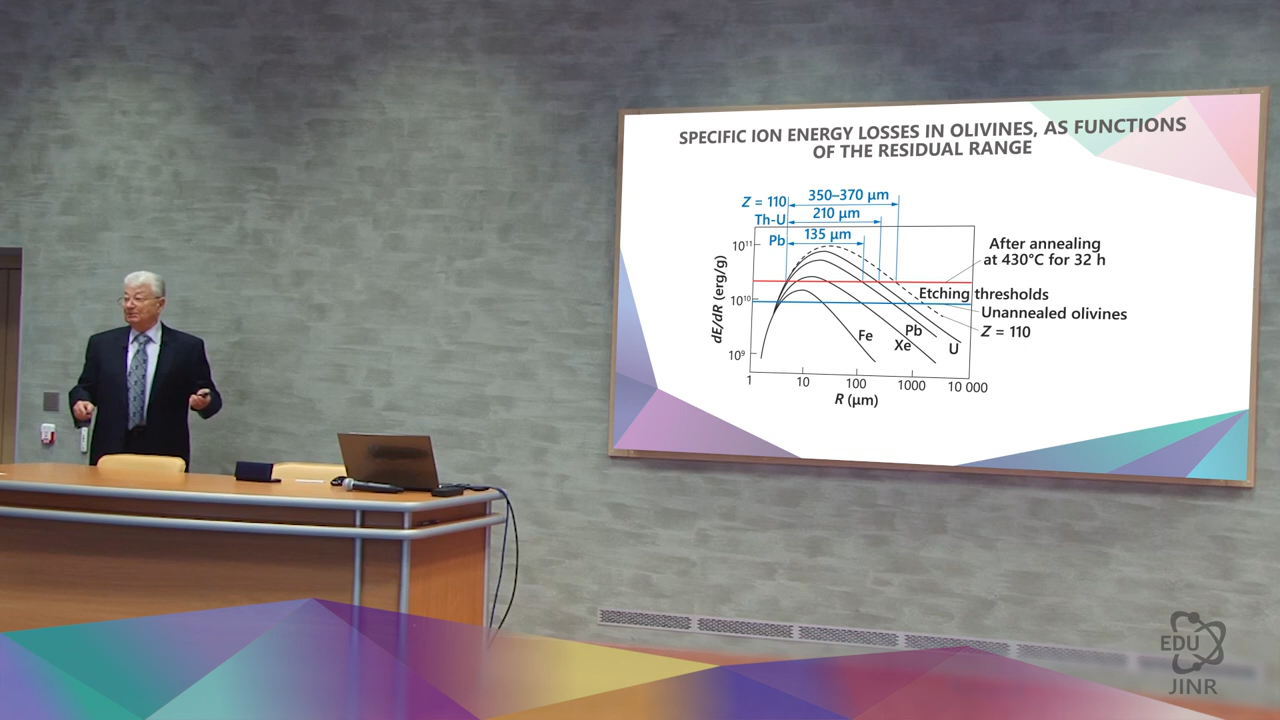 SPECIFIC ION ENERGY LOSSES IN OLIVINES, AS FUNCTIONS
OF THE RESIDUAL RANGE
Z = 110
350–370 µm
Th-U
210 µm
Pb
135 µm
After annealing
at 430°C for 32 h
Etching thresholds
Unannealed olivines
Z = 110
dE/dR (erg/g)
10¹¹
10¹⁰
10⁹
Fe
Xe
Pb
U
1
10
100
1000
10 000
R (µm)
EDU
JINR